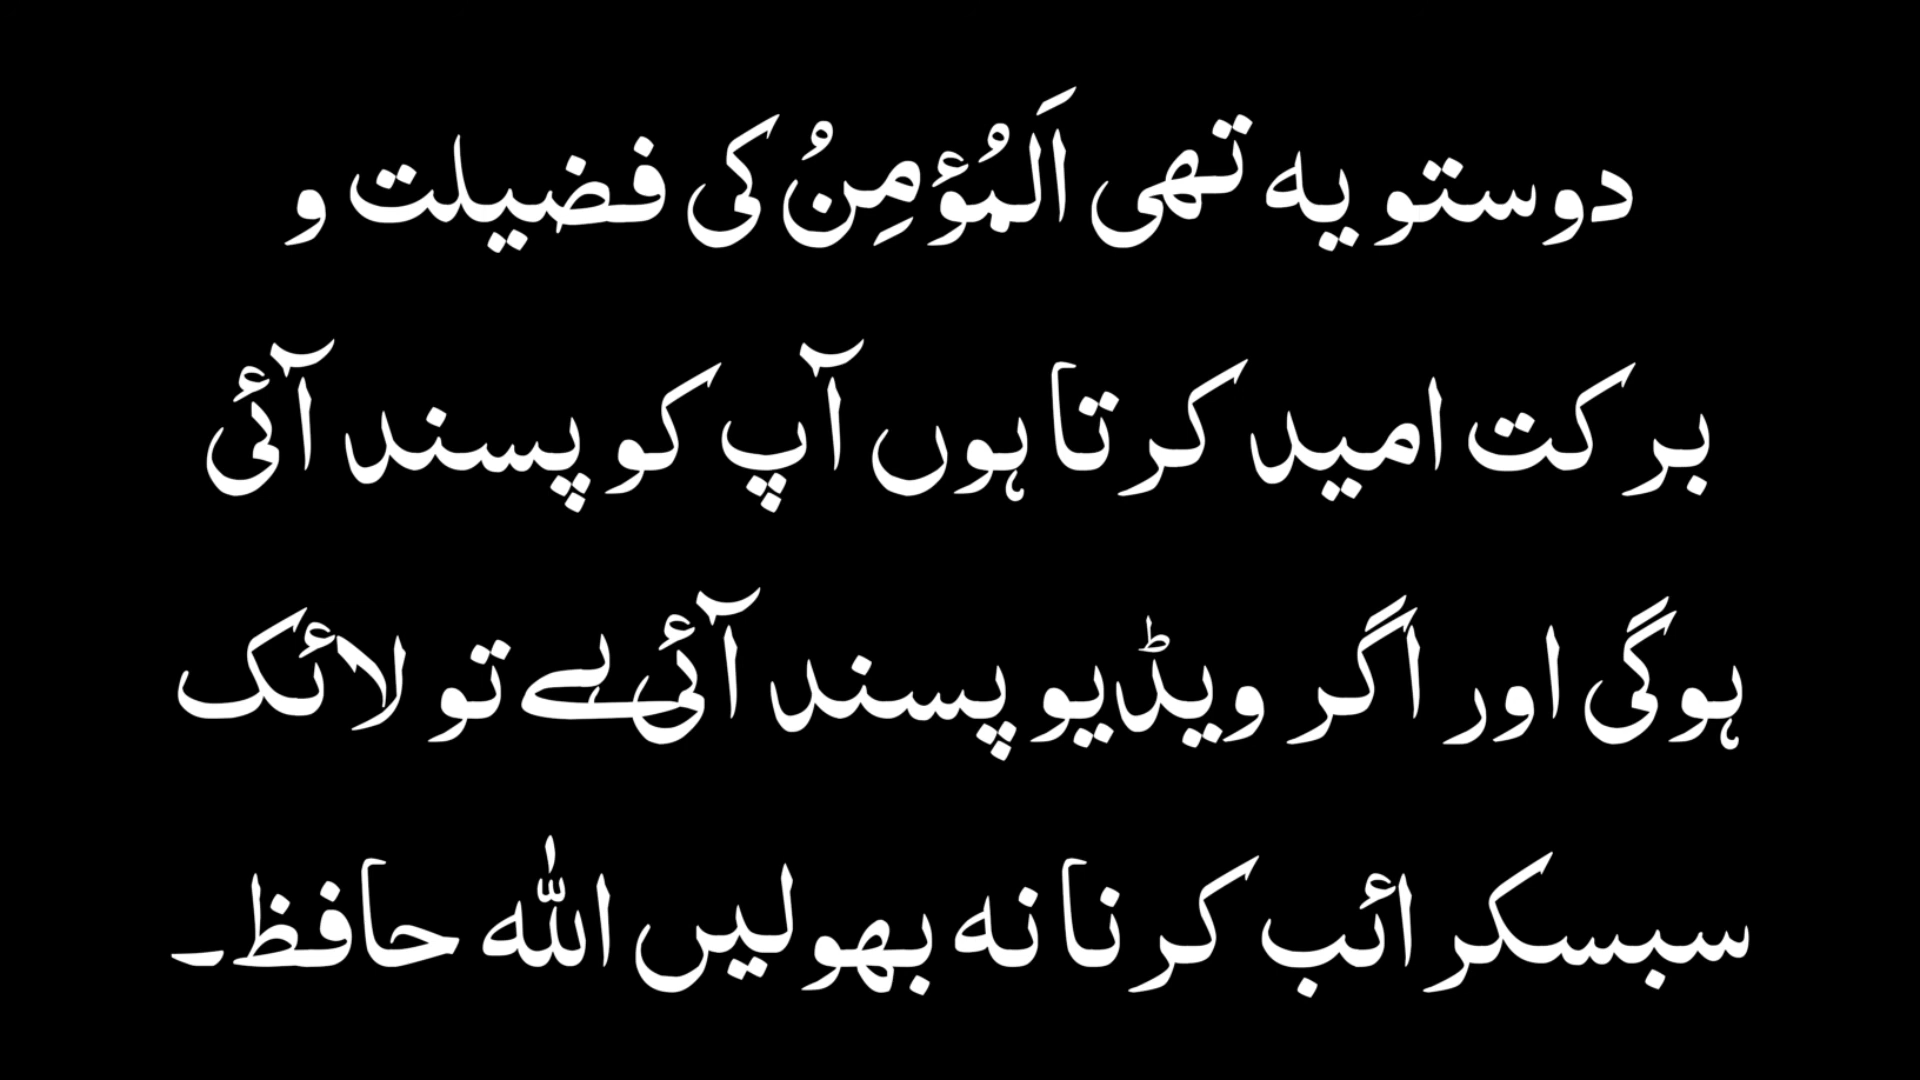 دوستو یہ تھی اَلمُؤمِنُ کی فضیلت و
برکت امید کرتا ہوں آپ کو پسند آئی
ہوگی اور اگر ویڈیو پسند آئی ہے تو لائک
سبسکرائب کرنا نہ بھولیں اللہ حافظ۔